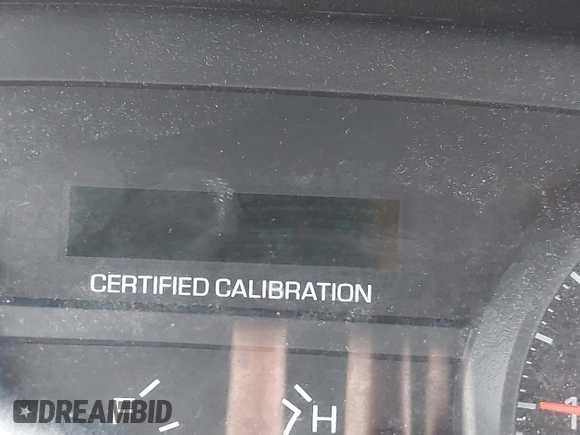 CERTIFIED CALIBRATION
H
DREAMBID